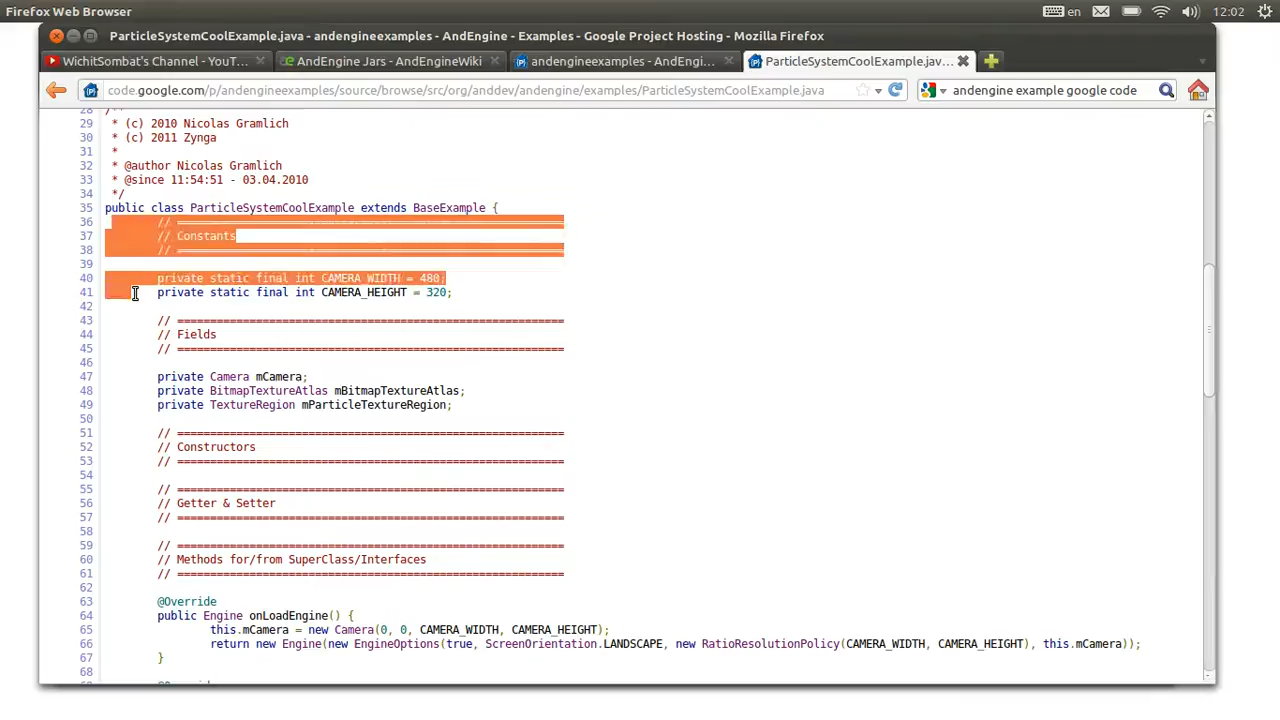 Firefox Web Browser
en
12:02
ParticleSystemCoolExample.java - andengineexamples - AndEngine - Examples - Google Project Hosting - Mozilla Firefox
WichitSombat's Channel - YouT...
AndEngine Jars - AndEngineWiki
andengineexamples - AndEngi...
ParticleSystemCoolExample.jav...
code.google.com/p/andengineexamples/source/browse/src/org/anddev/andengine/examples/ParticleSystemCoolExample.java
andengine example google code
28 /**
29 * (c) 2010 Nicolas Gramlich
30 * (c) 2011 Zynga
31 *
32 * @author Nicolas Gramlich
33 * @since 11:54:51 - 03.04.2010
34 */
35 public class ParticleSystemCoolExample extends BaseExample {
36 // ===========================================================
37 // Constants
38 // ===========================================================
39
40 private static final int CAMERA_WIDTH = 480;
41 private static final int CAMERA_HEIGHT = 320;
42
43 // ===========================================================
44 // Fields
45 // ===========================================================
46
47 private Camera mCamera;
48 private BitmapTextureAtlas mBitmapTextureAtlas;
49 private TextureRegion mParticleTextureRegion;
50
51 // ===========================================================
52 // Constructors
53 // ===========================================================
54
55 // ===========================================================
56 // Getter & Setter
57 // ===========================================================
58
59 // ===========================================================
60 // Methods for/from SuperClass/Interfaces
61 // ===========================================================
62
63 @Override
64 public Engine onLoadEngine() {
65 this.mCamera = new Camera(0, 0, CAMERA_WIDTH, CAMERA_HEIGHT);
66 return new Engine(new EngineOptions(true, ScreenOrientation.LANDSCAPE, new RatioResolutionPolicy(CAMERA_WIDTH, CAMERA_HEIGHT), this.mCamera));
67 }
68